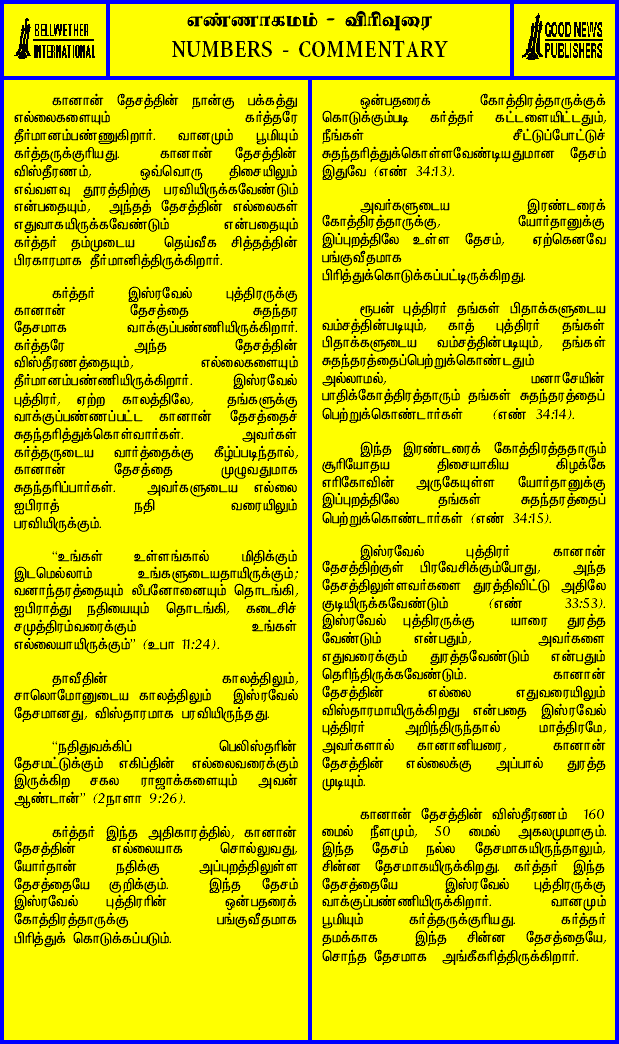 BELLWETHER
INTERNATIONAL
எண்ணாகமம் - விரிவுரை
NUMBERS - COMMENTARY
GOOD NEWS
PUBLISHERS
கானான் தேசத்தின் நான்கு பக்கத்து
எல்லைகளையும் கர்த்தரே
தீர்மானம்பண்ணுகிறார். வானமும் பூமியும்
கர்த்தருக்குரியது. கானான் தேசத்தின்
விஸ்தீரணம், ஒவ்வொரு திசையிலும்
எவ்வளவு தூரத்திற்கு பரவியிருக்கவேண்டும்
என்பதையும், அந்தத் தேசத்தின் எல்லைகள்
எதுவாகயிருக்கவேண்டும் என்பதையும்
கர்த்தர் தம்முடைய தெய்வீக சித்தத்தின்
பிரகாரமாக தீர்மானித்திருக்கிறார்.
கர்த்தர் இஸ்ரவேல் புத்திரருக்கு
கானான் தேசத்தை சுதந்தர
தேசமாக வாக்குப்பண்ணியிருக்கிறார்.
கர்த்தரே அந்த தேசத்தின்
விஸ்தீரணத்தையும், எல்லைகளையும்
தீர்மானம்பண்ணியிருக்கிறார். இஸ்ரவேல்
புத்திரர், ஏற்ற காலத்திலே, தங்களுக்கு
வாக்குப்பண்ணப்பட்ட கானான் தேசத்தைச்
சுதந்தரித்துக்கொள்வார்கள். அவர்கள்
கர்த்தருடைய வார்த்தைக்கு கீழ்ப்படிந்தால்,
கானான் தேசத்தை முழுவதுமாக
சுதந்தரிப்பார்கள். அவர்களுடைய எல்லை
ஐபிராத் நதி வரையிலும்
பரவியிருக்கும்.
"உங்கள் உள்ளங்கால் மிதிக்கும்
இடமெல்லாம் உங்களுடையதாயிருக்கும்;
வனாந்தரத்தையும் லீபனோனையும் தொடங்கி,
ஐபிராத்து நதியையும் தொடங்கி, கடைசிச்
சமுத்திரம்வரைக்கும் உங்கள்
எல்லையாயிருக்கும்" (உபா 11:24).
தாவீதின் காலத்திலும்,
சாலொமோனுடைய காலத்திலும் இஸ்ரவேல்
தேசமானது, விஸ்தாரமாக பரவியிருந்தது.
"நதிதுவக்கிப் பெலிஸ்தரின்
தேசமட்டுக்கும் எகிப்தின் எல்லைவரைக்கும்
இருக்கிற சகல ராஜாக்களையும் அவன்
ஆண்டான்" (2நாளா 9:26).
கர்த்தர் இந்த அதிகாரத்தில், கானான்
தேசத்தின் எல்லையாக சொல்லுவது,
யோர்தான் நதிக்கு அப்புறத்திலுள்ள
தேசத்தையே குறிக்கும். இந்த தேசம்
இஸ்ரவேல் புத்திரரின் ஒன்பதரைக்
கோத்திரத்தாருக்கு பங்குவீதமாக
பிரித்துக் கொடுக்கப்படும்.
ஒன்பதரைக் கோத்திரத்தாருக்குக்
கொடுக்கும்படி கர்த்தர் கட்டளையிட்டதும்,
நீங்கள் சீட்டுப்போட்டுச்
சுதந்தரித்துக்கொள்ளவேண்டியதுமான தேசம்
இதுவே (எண் 34:13).
அவர்களுடைய இரண்டரைக்
கோத்திரத்தாருக்கு, யோர்தானுக்கு
இப்புறத்திலே உள்ள தேசம், ஏற்கெனவே
பங்குவீதமாக
பிரித்துக்கொடுக்கப்பட்டிருக்கிறது.
ரூபன் புத்திரர் தங்கள் பிதாக்களுடைய
வம்சத்தின்படியும், காத் புத்திரர் தங்கள்
பிதாக்களுடைய வம்சத்தின்படியும், தங்கள்
சுதந்தரத்தைப்பெற்றுக்கொண்டதும்
அல்லாமல், மனாசேயின்
பாதிக்கோத்திரத்தாரும் தங்கள் சுதந்தரத்தைப்
பெற்றுக்கொண்டார்கள் (எண் 34:14).
இந்த இரண்டரைக் கோத்திரத்ததாரும்
சூரியோதய திசையாகிய கிழக்கே
எரிகோவின் அருகேயுள்ள யோர்தானுக்கு
இப்புறத்திலே தங்கள் சுதந்தரத்தைப்
பெற்றுக்கொண்டார்கள் (எண் 34:15).
இஸ்ரவேல் புத்திரர் கானான்
தேசத்திற்குள் பிரவேசிக்கும்போது, அந்த
தேசத்திலுள்ளவர்களை துரத்திவிட்டு அதிலே
குடியிருக்கவேண்டும் (எண் 33:53).
இஸ்ரவேல் புத்திரருக்கு யாரை துரத்த
வேண்டும் என்பதும், அவர்களை
எதுவரைக்கும் துரத்தவேண்டும் என்பதும்
தெரிந்திருக்கவேண்டும். கானான்
தேசத்தின் எல்லை எதுவரையிலும்
விஸ்தாரமாயிருக்கிறது என்பதை இஸ்ரவேல்
புத்திரர் அறிந்திருந்தால் மாத்திரமே,
அவர்களால் கானானியரை, கானான்
தேசத்தின் எல்லைக்கு அப்பால் துரத்த
முடியும்.
கானான் தேசத்தின் விஸ்தீரணம் 160
மைல் நீளமும், 50 மைல் அகலமுமாகும்.
இந்த தேசம் நல்ல தேசமாகயிருந்தாலும்,
சின்ன தேசமாகயிருக்கிறது. கர்த்தர் இந்த
தேசத்தையே இஸ்ரவேல் புத்திரருக்கு
வாக்குப்பண்ணியிருக்கிறார். வானமும்
பூமியும் கர்த்தருக்குரியது. கர்த்தர்
தமக்காக இந்த சின்ன தேசத்தையே,
சொந்த தேசமாக அங்கீகரித்திருக்கிறார்.